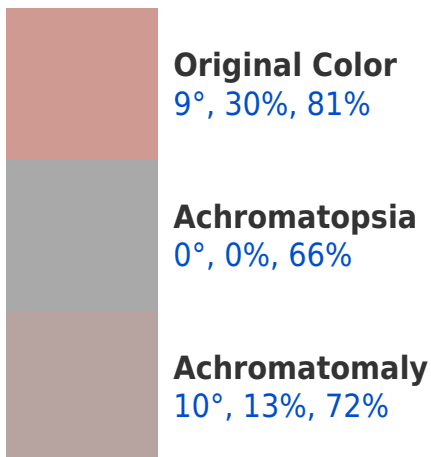 Original Color
9°, 30%, 81%
Achromatopsia
0°, 0%, 66%
Achromatomaly
10°, 13%, 72%